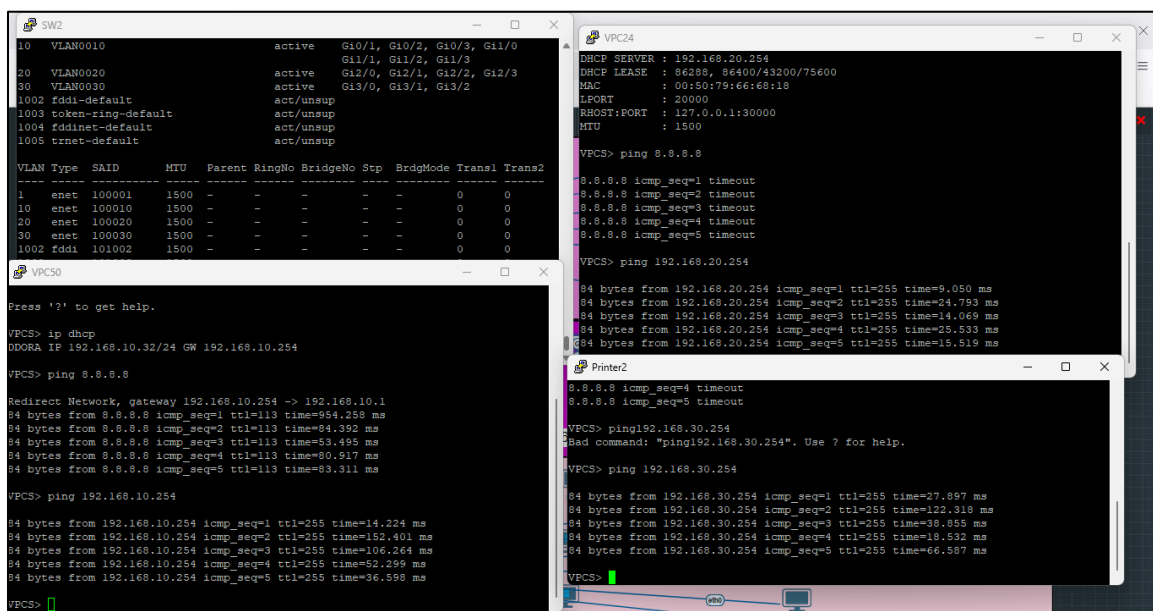 SW2
10   VLAN0010                         active    Gi0/1, Gi0/2, Gi0/3, Gi1/0
                                                Gi1/1, Gi1/2, Gi1/3
20   VLAN0020                         active    Gi2/0, Gi2/1, Gi2/2, Gi2/3
30   VLAN0030                         active    Gi3/0, Gi3/1, Gi3/2
1002 fddi-default                     act/unsup
1003 token-ring-default               act/unsup
1004 fddinet-default                  act/unsup
1005 trnet-default                    act/unsup
VLAN Type  SAID       MTU   Parent RingNo BridgeNo Stp  BrdgMode Trans1 Trans2
---- ----- ---------- ----- ------ ------ -------- ---- -------- ------ ------
1    enet  100001     1500  -      -      -        -    -        0      0
10   enet  100010     1500  -      -      -        -    -        0      0
20   enet  100020     1500  -      -      -        -    -        0      0
30   enet  100030     1500  -      -      -        -    -        0      0
1002 fddi  101002     1500  -      -      -        -    -        0      0
VPC24
DHCP SERVER : 192.168.20.254
DHCP LEASE  : 86288, 86400/43200/75600
MAC         : 00:50:79:66:68:18
LPORT       : 20000
RHOST:PORT  : 127.0.0.1:30000
MTU         : 1500
VPCS> ping 8.8.8.8
8.8.8.8 icmp_seq=1 timeout
8.8.8.8 icmp_seq=2 timeout
8.8.8.8 icmp_seq=3 timeout
8.8.8.8 icmp_seq=4 timeout
8.8.8.8 icmp_seq=5 timeout
VPCS> ping 192.168.20.254
84 bytes from 192.168.20.254 icmp_seq=1 ttl=255 time=9.050 ms
84 bytes from 192.168.20.254 icmp_seq=2 ttl=255 time=24.793 ms
84 bytes from 192.168.20.254 icmp_seq=3 ttl=255 time=14.069 ms
84 bytes from 192.168.20.254 icmp_seq=4 ttl=255 time=25.533 ms
84 bytes from 192.168.20.254 icmp_seq=5 ttl=255 time=15.519 ms
VPC50
Press '?' to get help.
VPCS> ip dhcp
DDORA IP 192.168.10.32/24 GW 192.168.10.254
VPCS> ping 8.8.8.8
Redirect Network, gateway 192.168.10.254 -> 192.168.10.1
84 bytes from 8.8.8.8 icmp_seq=1 ttl=113 time=954.258 ms
84 bytes from 8.8.8.8 icmp_seq=2 ttl=113 time=84.392 ms
84 bytes from 8.8.8.8 icmp_seq=3 ttl=113 time=53.495 ms
84 bytes from 8.8.8.8 icmp_seq=4 ttl=113 time=80.917 ms
84 bytes from 8.8.8.8 icmp_seq=5 ttl=113 time=83.311 ms
VPCS> ping 192.168.10.254
84 bytes from 192.168.10.254 icmp_seq=1 ttl=255 time=14.224 ms
84 bytes from 192.168.10.254 icmp_seq=2 ttl=255 time=152.401 ms
84 bytes from 192.168.10.254 icmp_seq=3 ttl=255 time=106.264 ms
84 bytes from 192.168.10.254 icmp_seq=4 ttl=255 time=52.299 ms
84 bytes from 192.168.10.254 icmp_seq=5 ttl=255 time=36.598 ms
VPCS>
Printer2
8.8.8.8 icmp_seq=4 timeout
8.8.8.8 icmp_seq=5 timeout
VPCS> ping192.168.30.254
Bad command: "ping192.168.30.254". Use ? for help.
VPCS> ping 192.168.30.254
84 bytes from 192.168.30.254 icmp_seq=1 ttl=255 time=27.897 ms
84 bytes from 192.168.30.254 icmp_seq=2 ttl=255 time=122.318 ms
84 bytes from 192.168.30.254 icmp_seq=3 ttl=255 time=38.855 ms
84 bytes from 192.168.30.254 icmp_seq=4 ttl=255 time=18.532 ms
84 bytes from 192.168.30.254 icmp_seq=5 ttl=255 time=66.587 ms
VPCS>
eth0